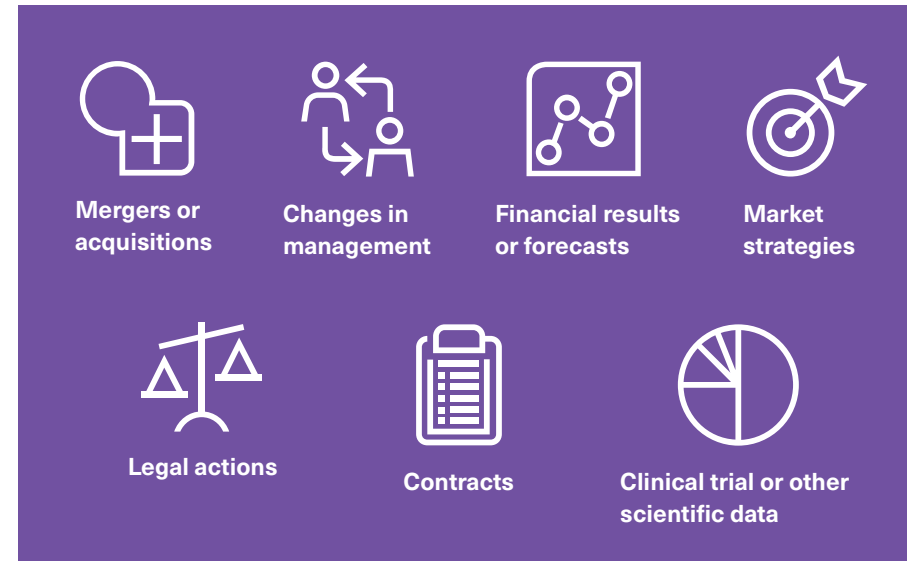 Mergers or
acquisitions
Changes in
management
Financial results
or forecasts
Market
strategies
Legal actions
Contracts
Clinical trial or other
scientific data